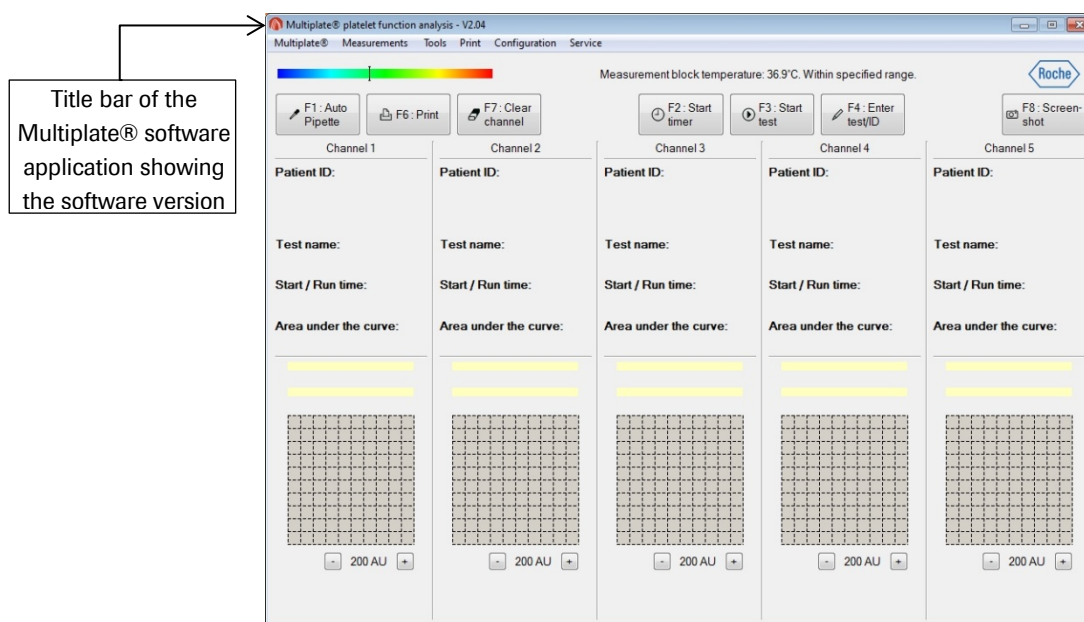 Title bar of the
Multiplate® software
application showing
the software version
Multiplate® platelet function analysis - V2.04
Multiplate® Measurements Tools Print Configuration Service
Measurement block temperature: 36.9°C. Within specified range.
Roche
F1 : Auto
Pipette
F6 : Print
F7 : Clear
channel
F2 : Start
timer
F3 : Start
test
F4 : Enter
test/ID
F8 : Screen-
shot
Channel 1 Channel 2 Channel 3 Channel 4 Channel 5
Patient ID: Patient ID: Patient ID: Patient ID: Patient ID:
Test name: Test name: Test name: Test name: Test name:
Start / Run time: Start / Run time: Start / Run time: Start / Run time: Start / Run time:
Area under the curve: Area under the curve: Area under the curve: Area under the curve: Area under the curve:
- 200 AU + - 200 AU + - 200 AU + - 200 AU + - 200 AU +